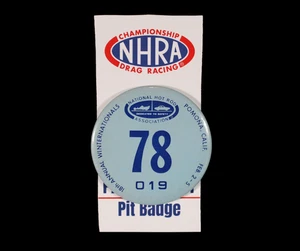 CHAMPIONSHIP
NHRA
DRAG RACING
NATIONAL HOT ROD
ASSOCIATION
18th ANNUAL WINTERNATIONALS
POMONA, CALIF.
FEB. 2-5
78
019
Pit Badge